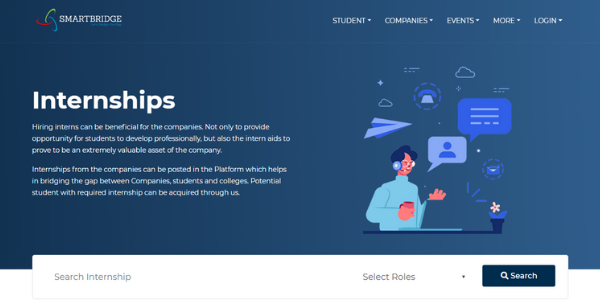 SMARTBRIDGE
STUDENT COMPANIES EVENTS MORE LOGIN
Internships
Hiring interns can be beneficial for the companies. Not only to provide
opportunity for students to develop professionally, but also the intern aids to
prove to be an extremely valuable asset of the company.
Internships from the companies can be posted in the Platform which helps
in bridging the gap between Companies, students and colleges. Potential
student with required internship can be acquired through us.
Search Internship Select Roles Search